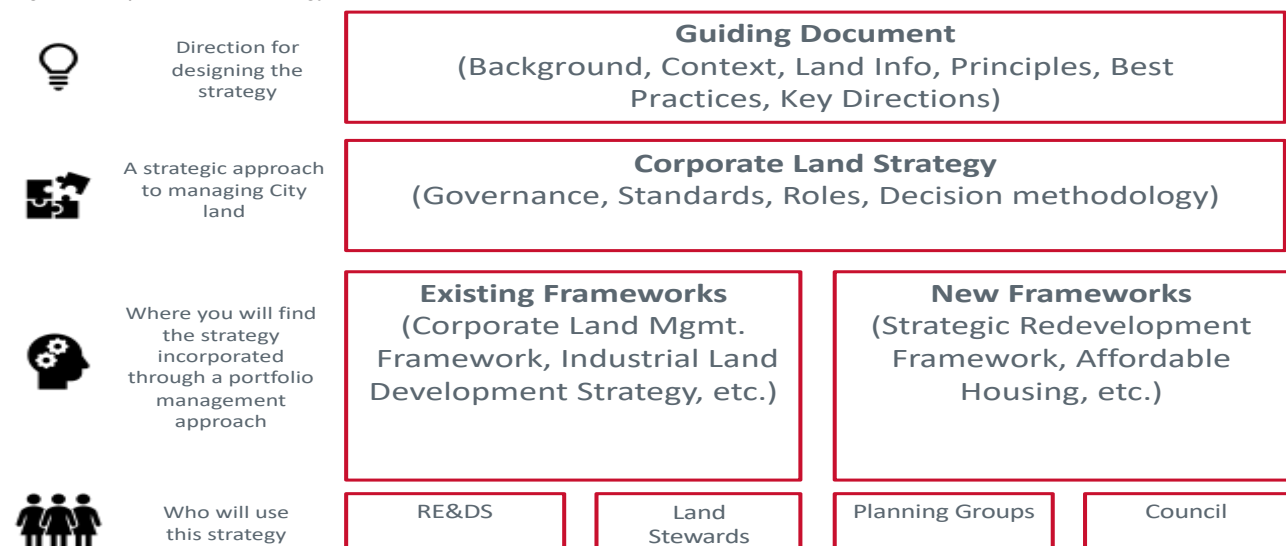 Direction for
designing the
strategy
Guiding Document
(Background, Context, Land Info, Principles, Best
Practices, Key Directions)
A strategic approach
to managing City
land
Corporate Land Strategy
(Governance, Standards, Roles, Decision methodology)
Where you will find
the strategy
incorporated
through a portfolio
management
approach
Existing Frameworks
(Corporate Land Mgmt.
Framework, Industrial Land
Development Strategy, etc.)
New Frameworks
(Strategic Redevelopment
Framework, Affordable
Housing, etc.)
Who will use
this strategy
RE&DS
Land
Stewards
Planning Groups
Council